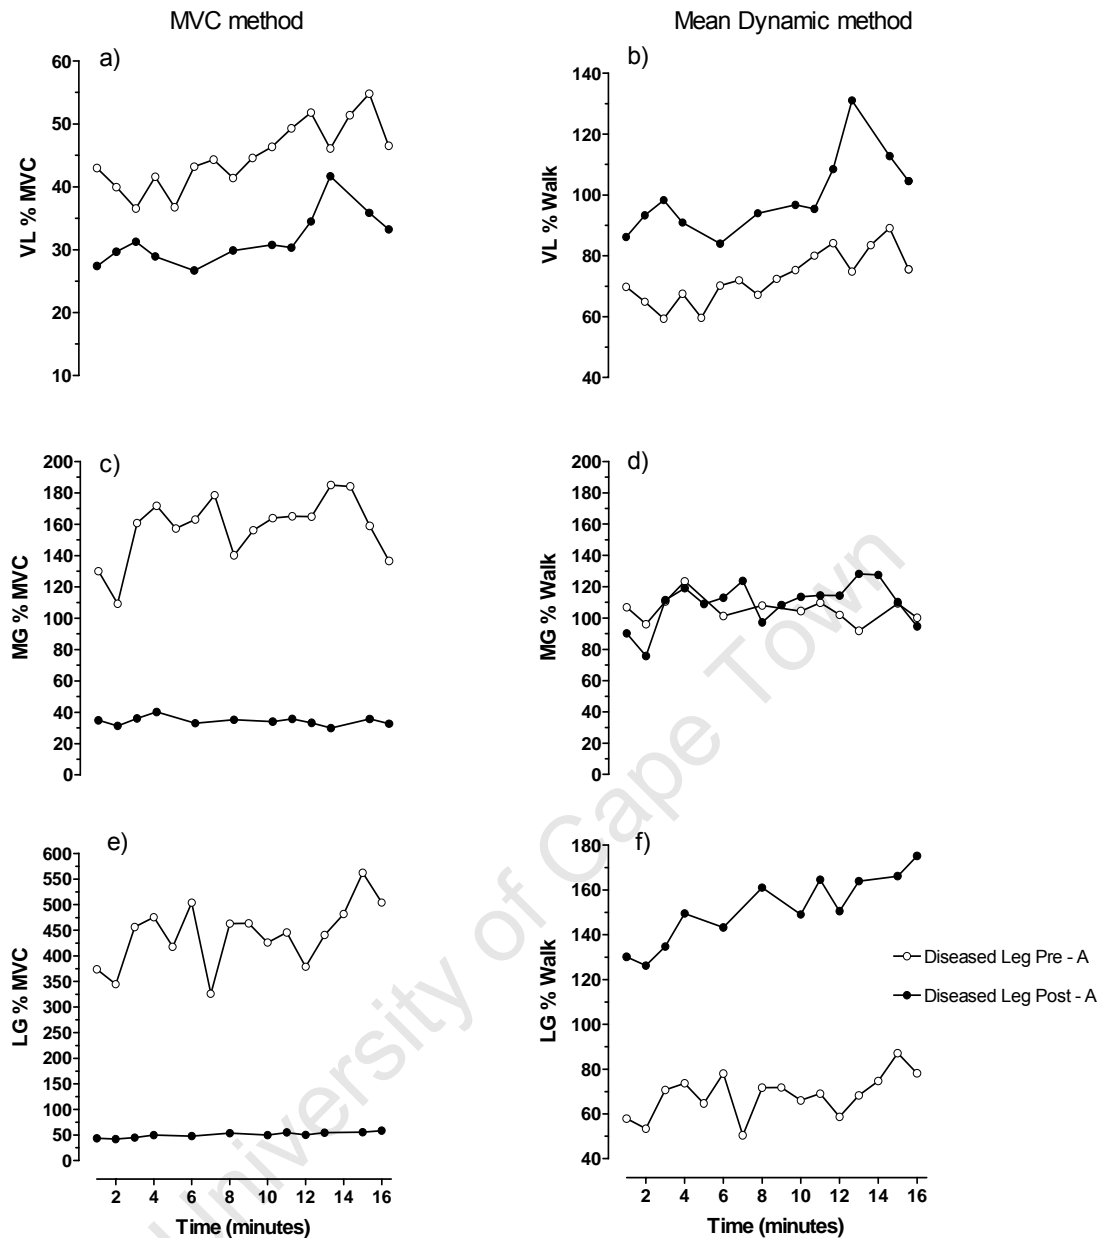 MVC method
Mean Dynamic method
a)
60
50
40
30
20
10
VL % MVC
b)
140
120
100
80
60
40
VL % Walk
c)
200
180
160
140
120
100
80
60
40
20
0
MG % MVC
d)
200
180
160
140
120
100
80
60
40
20
0
MG % Walk
e)
600
550
500
450
400
350
300
250
200
150
100
50
0
LG % MVC
2 4 6 8 10 12 14 16
Time (minutes)
f)
180
160
140
120
100
80
60
40
LG % Walk
Diseased Leg Pre - A
Diseased Leg Post - A
2 4 6 8 10 12 14 16
Time (minutes)
University of Cape Town